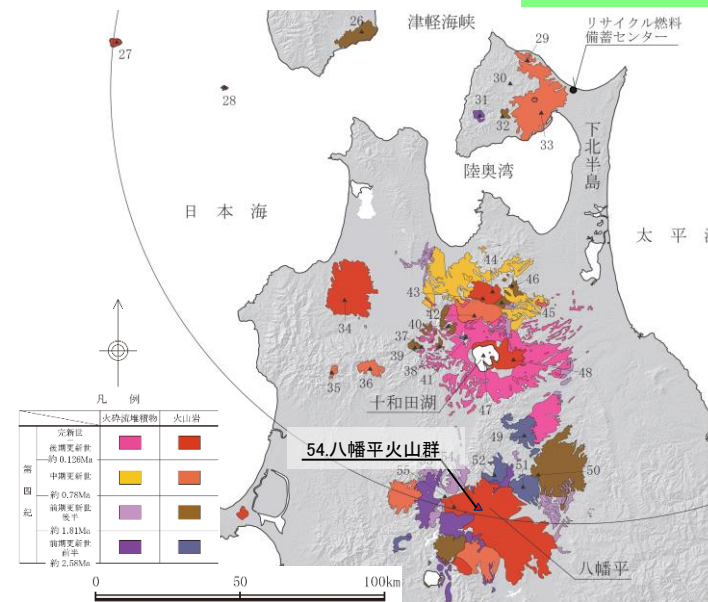 津軽海峡
リサイクル燃料
備蓄センター
26
27
28
29
30
31
32
33
下北半島
陸奥湾
日本海
太平
34
35
36
37
38
39
40
41
42
43
44
45
46
47
48
49
50
51
52
54.八幡平火山群
55
十和田湖
八幡平
凡例
火砕流堆積物 火山岩
第四紀
完新世
後期更新世
約0.126Ma
中期更新世
約0.78Ma
前期更新世
後半
約1.81Ma
前期更新世
前半
約2.58Ma
0 50 100km